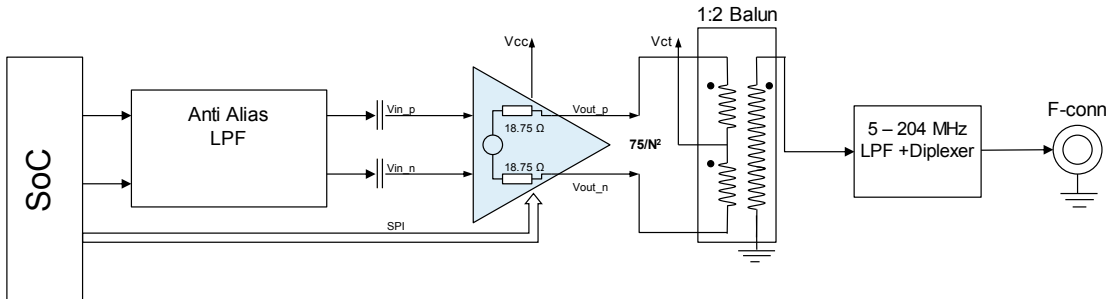 1:2 Balun
Vcc
Vct
SoC
Anti Alias
LPF
Vin_p
Vin_n
18.75 Ω
18.75 Ω
Vout_p
Vout_n
75/N²
5 – 204 MHz
LPF +Diplexer
F-conn
SPI